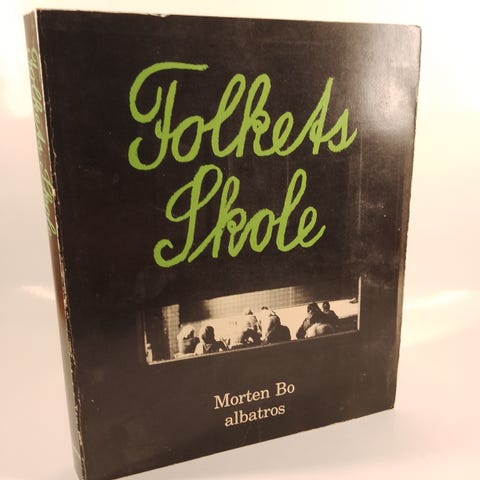 Folkets
Skole
Morten Bo
albatros